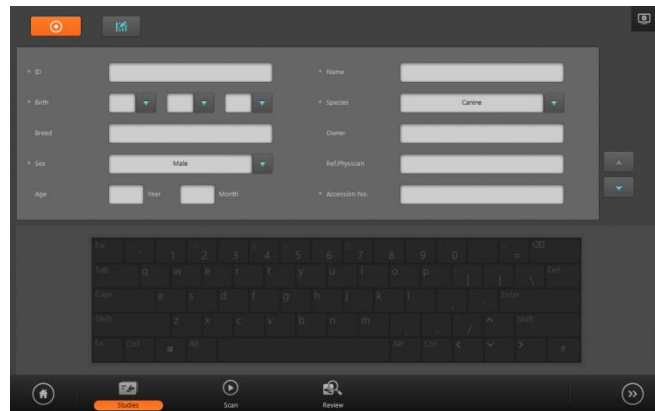 * ID * Name
* Birth * Species Canine
Breed Owner
* Sex Male Ref.Physician
Age Year Month * Accession No.
Esc 1 2 3 4 5 6 7 8 9 0 - =
Tab q w e r t y u i o p [ ] \ Del
Caps a s d f g h j k l ; ' Enter
Shift z x c v b n m , . / Shift
Fn Ctrl Alt Alt Ctrl
Studies Scan Review